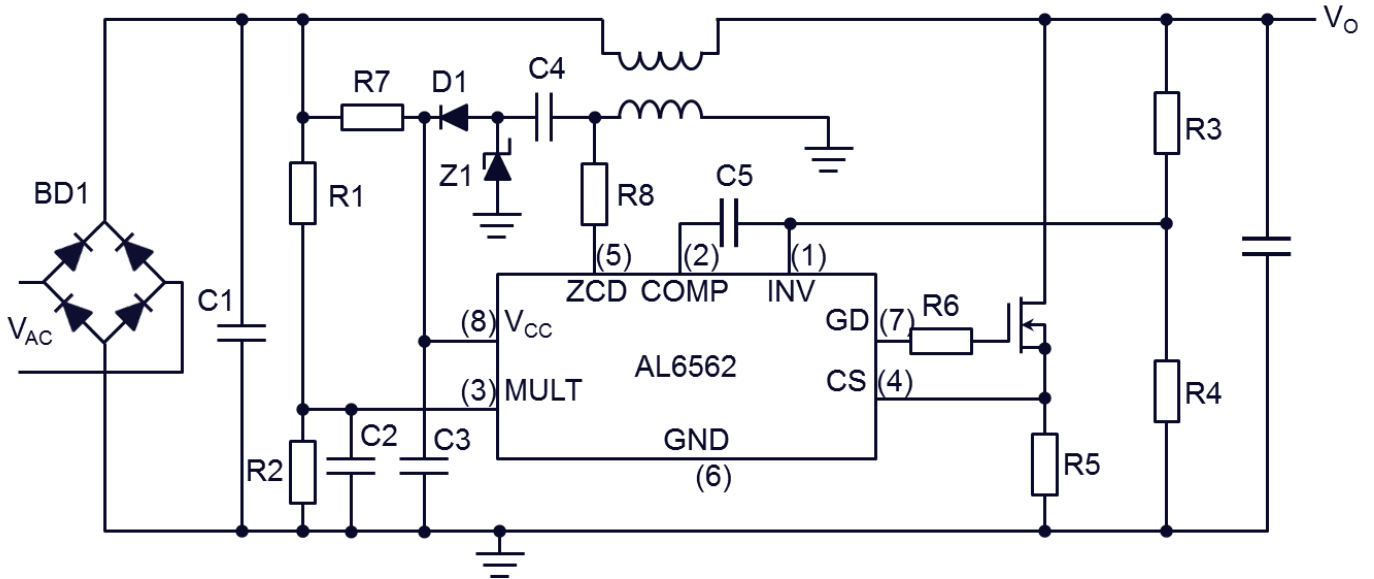 V_O
C4
R7
D1
R3
Z1
C5
BD1
R1
R8
(5)
(2)
(1)
ZCD
COMP
INV
C1
V_AC
(8)
V_CC
GD
(7)
R6
AL6562
(3)
MULT
CS
(4)
R4
C2
C3
GND
R2
(6)
R5